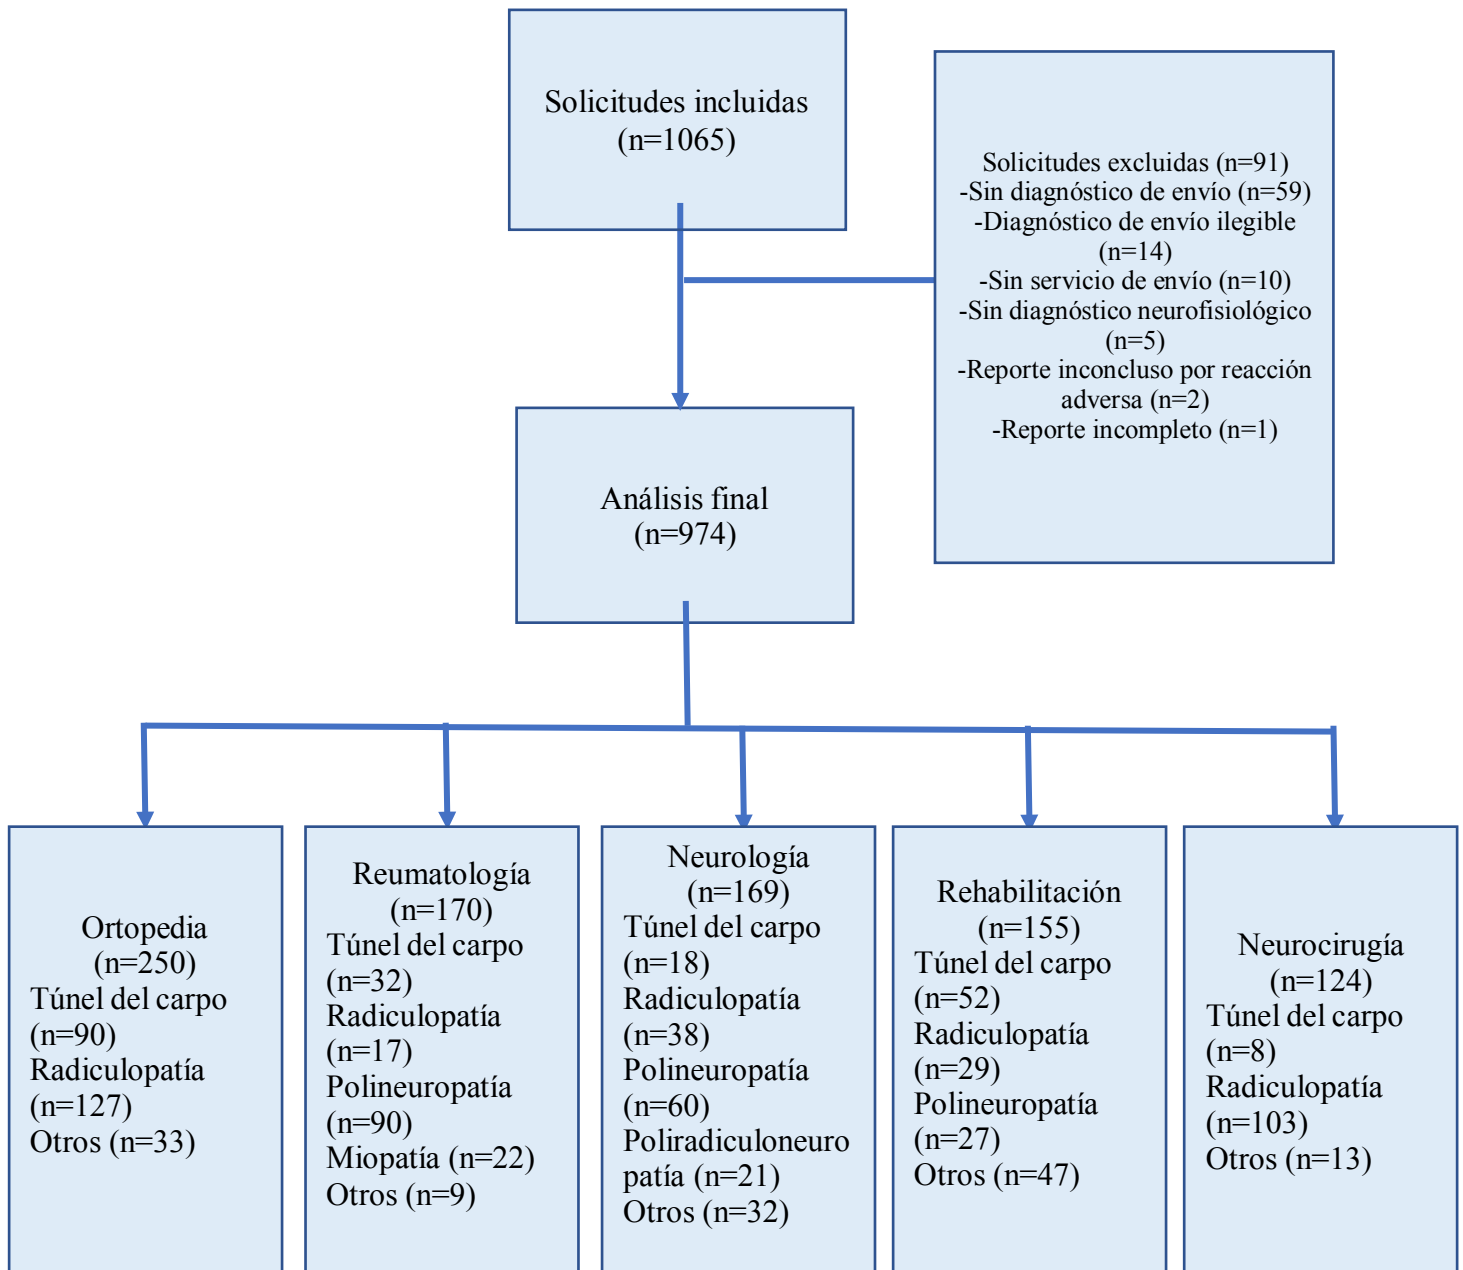 Solicitudes incluidas
(n=1065)
Solicitudes excluidas (n=91)
-Sin diagnóstico de envío (n=59)
-Diagnóstico de envío ilegible
(n=14)
-Sin servicio de envío (n=10)
-Sin diagnóstico neurofisiológico
(n=5)
-Reporte inconcluso por reacción
adversa (n=2)
-Reporte incompleto (n=1)
Análisis final
(n=974)
Ortopedia
(n=250)
Túnel del carpo
(n=90)
Radiculopatía
(n=127)
Otros (n=33)
Reumatología
(n=170)
Túnel del carpo
(n=32)
Radiculopatía
(n=17)
Polineuropatía
(n=90)
Miopatía (n=22)
Otros (n=9)
Neurología
(n=169)
Túnel del carpo
(n=18)
Radiculopatía
(n=38)
Polineuropatía
(n=60)
Poliradiculoneuro
patía (n=21)
Otros (n=32)
Rehabilitación
(n=155)
Túnel del carpo
(n=52)
Radiculopatía
(n=29)
Polineuropatía
(n=27)
Otros (n=47)
Neurocirugía
(n=124)
Túnel del carpo
(n=8)
Radiculopatía
(n=103)
Otros (n=13)